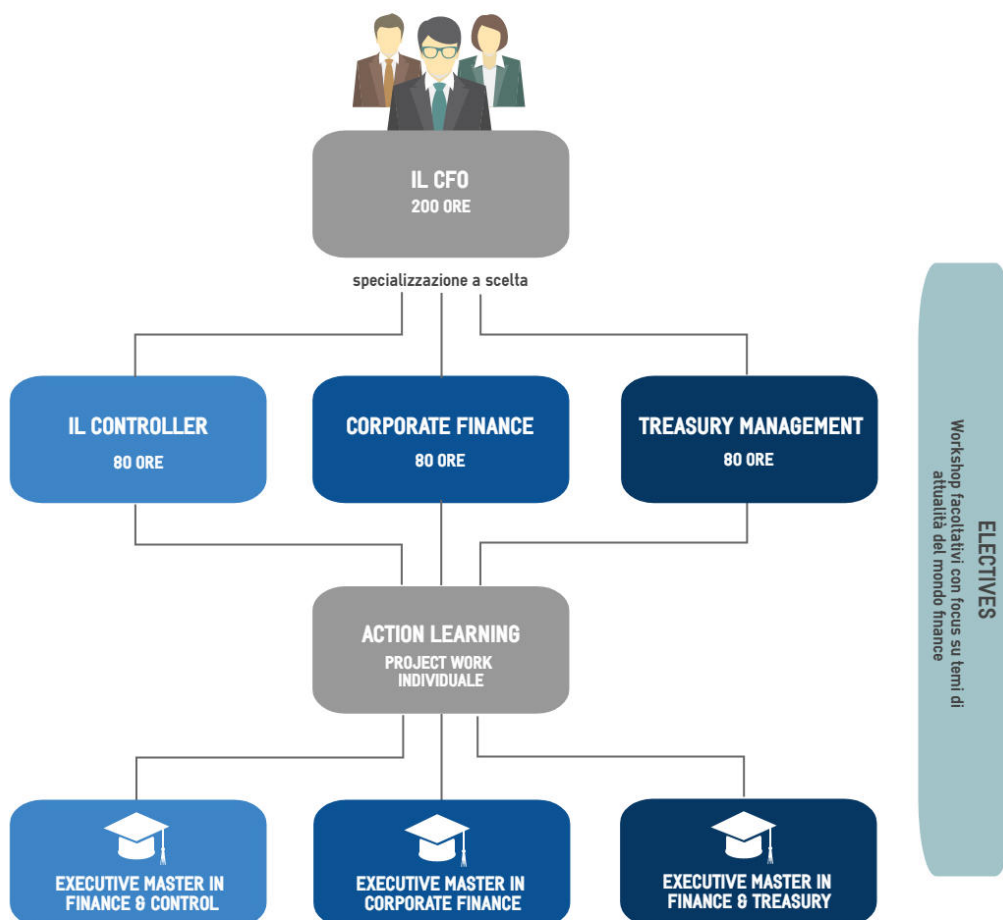 IL CFO
200 ORE
specializzazione a scelta
IL CONTROLLER
80 ORE
CORPORATE FINANCE
80 ORE
TREASURY MANAGEMENT
80 ORE
ACTION LEARNING
PROJECT WORK
INDIVIDUALE
EXECUTIVE MASTER IN
FINANCE & CONTROL
EXECUTIVE MASTER IN
CORPORATE FINANCE
EXECUTIVE MASTER IN
FINANCE & TREASURY
ELECTIVES
Workshop facoltativi con focus su temi di
attualità del mondo finance